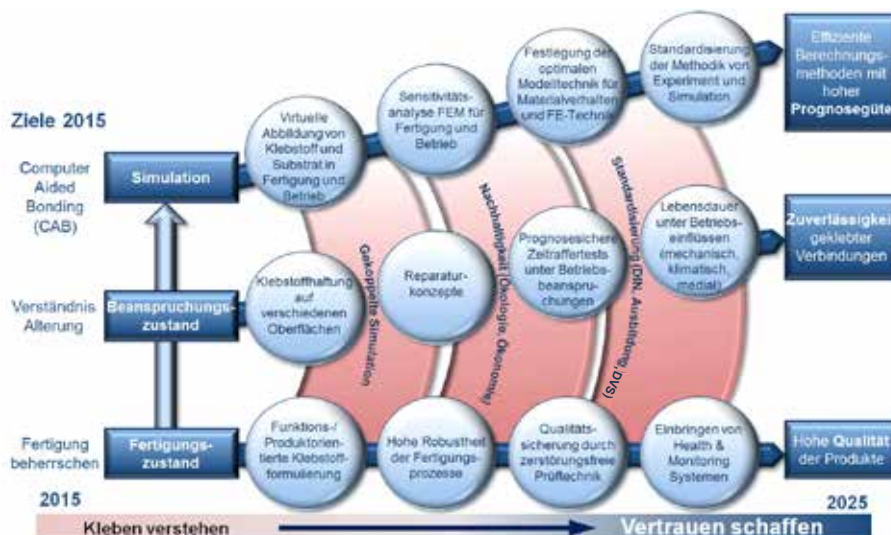 Ziele 2015
Computer
Aided
Bonding
(CAB)
Simulation
Virtuelle
Abbildung von
Klebstoff und
Substrat in
Fertigung und
Betrieb
Sensitivitäts-
analyse FEM für
Fertigung und
Betrieb
Festlegung der
optimalen
Modelltechnik für
Materialverhalten
und FE-Technik
Standardisierung
der Methodik von
Experiment und
Simulation
Effiziente
Berechnungs-
methoden mit
hoher
Prognosegüte
Verständnis
Alterung
Beanspruchungs-
zustand
Klebstoffhaftung
auf
verschiedenen
Oberflächen
Gekoppelte Simulation
Reparatur-
konzepte
Nachhaltigkeit (Ökologie, Ökonomie)
Prognosesichere
Zeitraffertests
unter Betriebs-
beanspru-
chungen
Standardisierung (DIN, Ausbildung, DVS)
Lebensdauer
unter Betriebs-
einflüssen
(mechanisch,
klimatisch,
medial)
Zuverlässigkeit
geklebter
Verbindungen
Fertigung
beherrschen
Fertigungs-
zustand
Funktions-/
Produktorien-
tierte Klebstoff-
formulierung
Hohe Robustheit
der Fertigungs-
prozesse
Qualitäts-
sicherung durch
zerstörungsfreie
Prüftechnik
Einbringen von
Health &
Monitoring
Systemen
Hohe Qualität
der Produkte
2015
2025
Kleben verstehen
Vertrauen schaffen